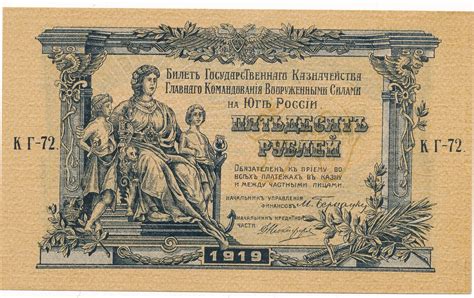 Билетъ Государственнаго Казначейства
Главнаго Командованія Вооруженными Силами
на Югѣ Россіи
ПЯТЬДЕСЯТЪ
РУБЛЕЙ
К Г-72.
К Г-72.
ОБЯЗАТЕЛЕНЪ КЪ ПРІЕМУ ВО
ВСѢХЪ ПЛАТЕЖАХЪ ВЪ КАЗНУ
И МЕЖДУ ЧАСТНЫМИ ЛИЦАМИ.
НАЧАЛЬНИКЪ УПРАВЛЕНІЯ
ФИНАНСОВЪ
НАЧАЛЬНИКЪ КРЕДИТНОЙ
ЧАСТИ
1919